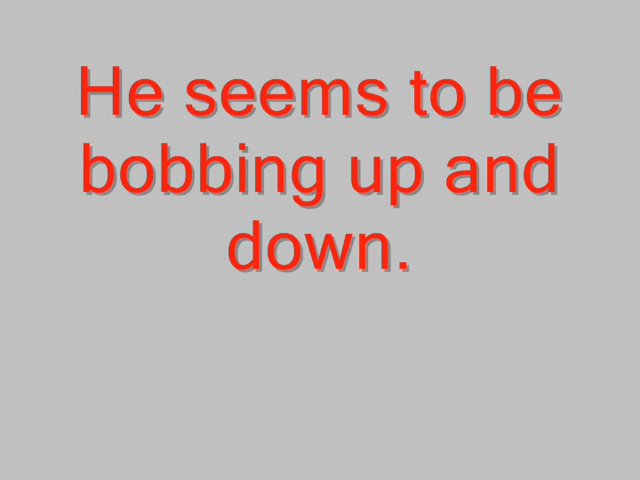 He seems to be
bobbing up and
down.